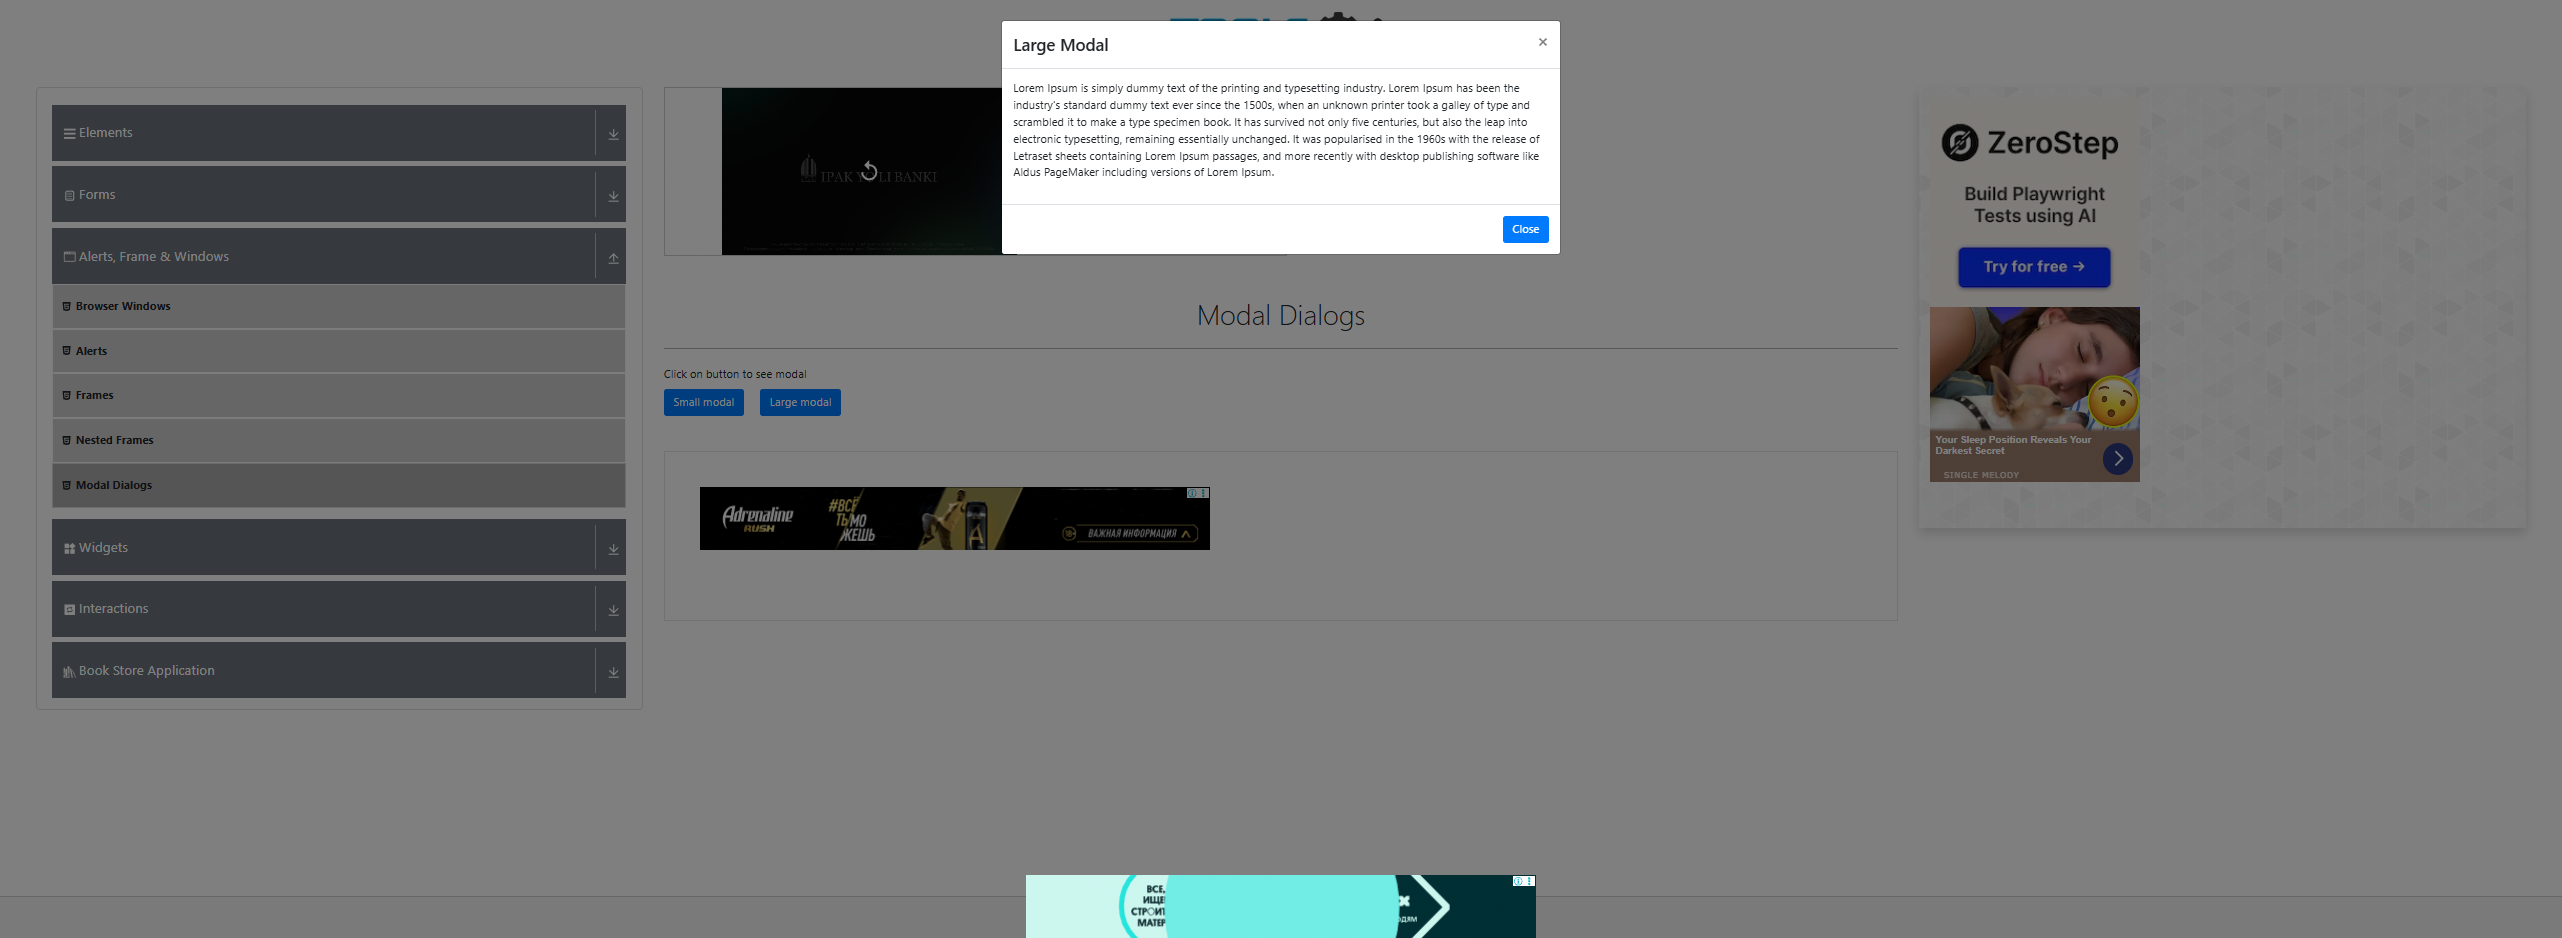 Large Modal
×
Lorem Ipsum is simply dummy text of the printing and typesetting industry. Lorem Ipsum has been the
industry's standard dummy text ever since the 1500s, when an unknown printer took a galley of type and
scrambled it to make a type specimen book. It has survived not only five centuries, but also the leap into
electronic typesetting, remaining essentially unchanged. It was popularised in the 1960s with the release of
Letraset sheets containing Lorem Ipsum passages, and more recently with desktop publishing software like
Aldus PageMaker including versions of Lorem Ipsum.
Close
Elements
Forms
Alerts, Frame & Windows
Browser Windows
Alerts
Frames
Nested Frames
Modal Dialogs
Widgets
Interactions
Book Store Application
IPAK YOLI BANKI
Modal Dialogs
Click on button to see modal
Small modal
Large modal
Adrenaline
RUSH
#ВСЁ
ТЫ МО
ЖЕШЬ
18+
ВАЖНАЯ ИНФОРМАЦИЯ
ZeroStep
Build Playwright
Tests using AI
Try for free →
Your Sleep Position Reveals Your
Darkest Secret
SINGLE MELODY
ВСЕ,